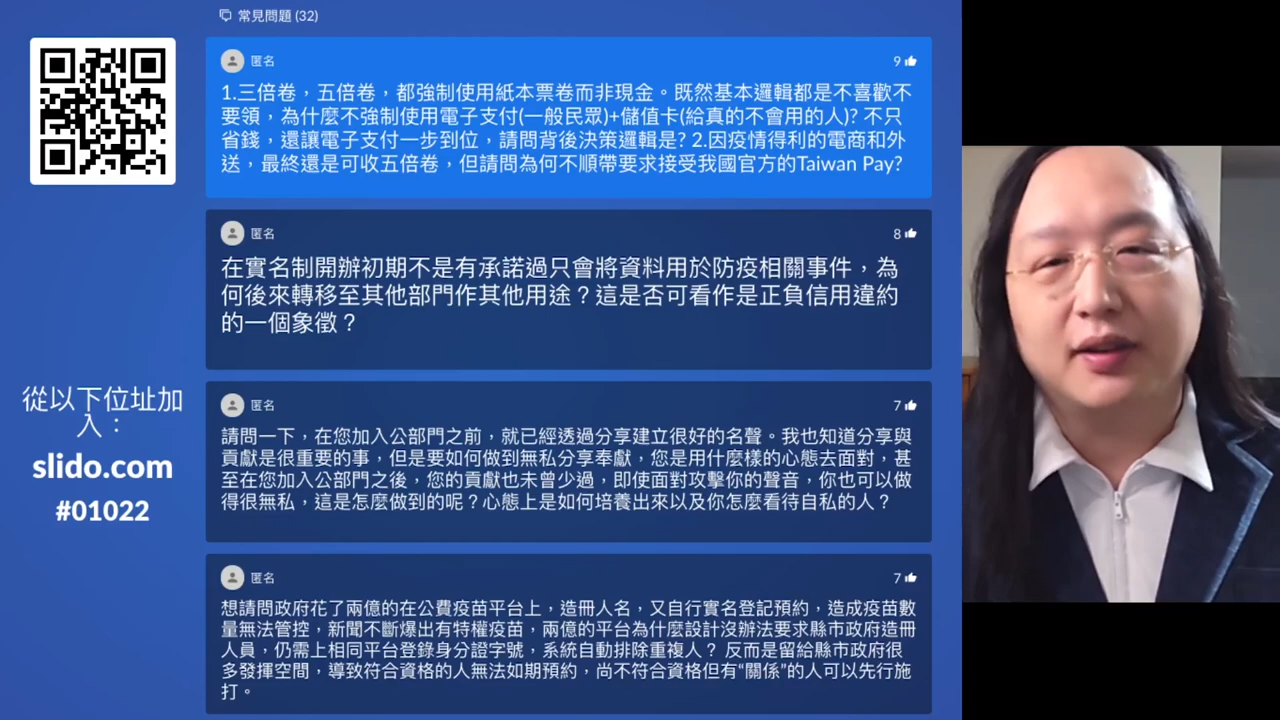 常見問題 (32)
匿名
9
1.三倍卷，五倍卷，都強制使用紙本票卷而非現金。既然基本邏輯都是不喜歡不
要領，為什麼不強制使用電子支付(一般民眾)+儲值卡(給真的不會用的人)? 不只
省錢，還讓電子支付一步到位，請問背後決策邏輯是? 2.因疫情得利的電商和外
送，最終還是可收五倍卷，但請問為何不順帶要求接受我國官方的Taiwan Pay?
匿名
8
在實名制開辦初期不是有承諾過只會將資料用於防疫相關事件，為
何後來轉移至其他部門作其他用途？這是否可看作是正負信用違約
的一個象徵？
從以下位址加
入：
slido.com
#01022
匿名
7
請問一下，在您加入公部門之前，就已經透過分享建立很好的名聲。我也知道分享與
貢獻是很重要的事，但是要如何做到無私分享奉獻，您是用什麼樣的心態去面對，甚
至在您加入公部門之後，您的貢獻也未曾少過，即使面對攻擊你的聲音，你也可以做
得很無私，這是怎麼做到的呢？心態上是如何培養出來以及你怎麼看待自私的人？
匿名
7
想請問政府花了兩億的在公費疫苗平台上，造冊人名，又自行實名登記預約，造成疫苗數
量無法管控，新聞不斷爆出有特權疫苗，兩億的平台為什麼設計沒辦法要求縣市政府造冊
人員，仍需上相同平台登錄身分證字號，系統自動排除重複人？ 反而是留給縣市政府很
多發揮空間，導致符合資格的人無法如期預約，尚不符合資格但有“關係”的人可以先行施
打。